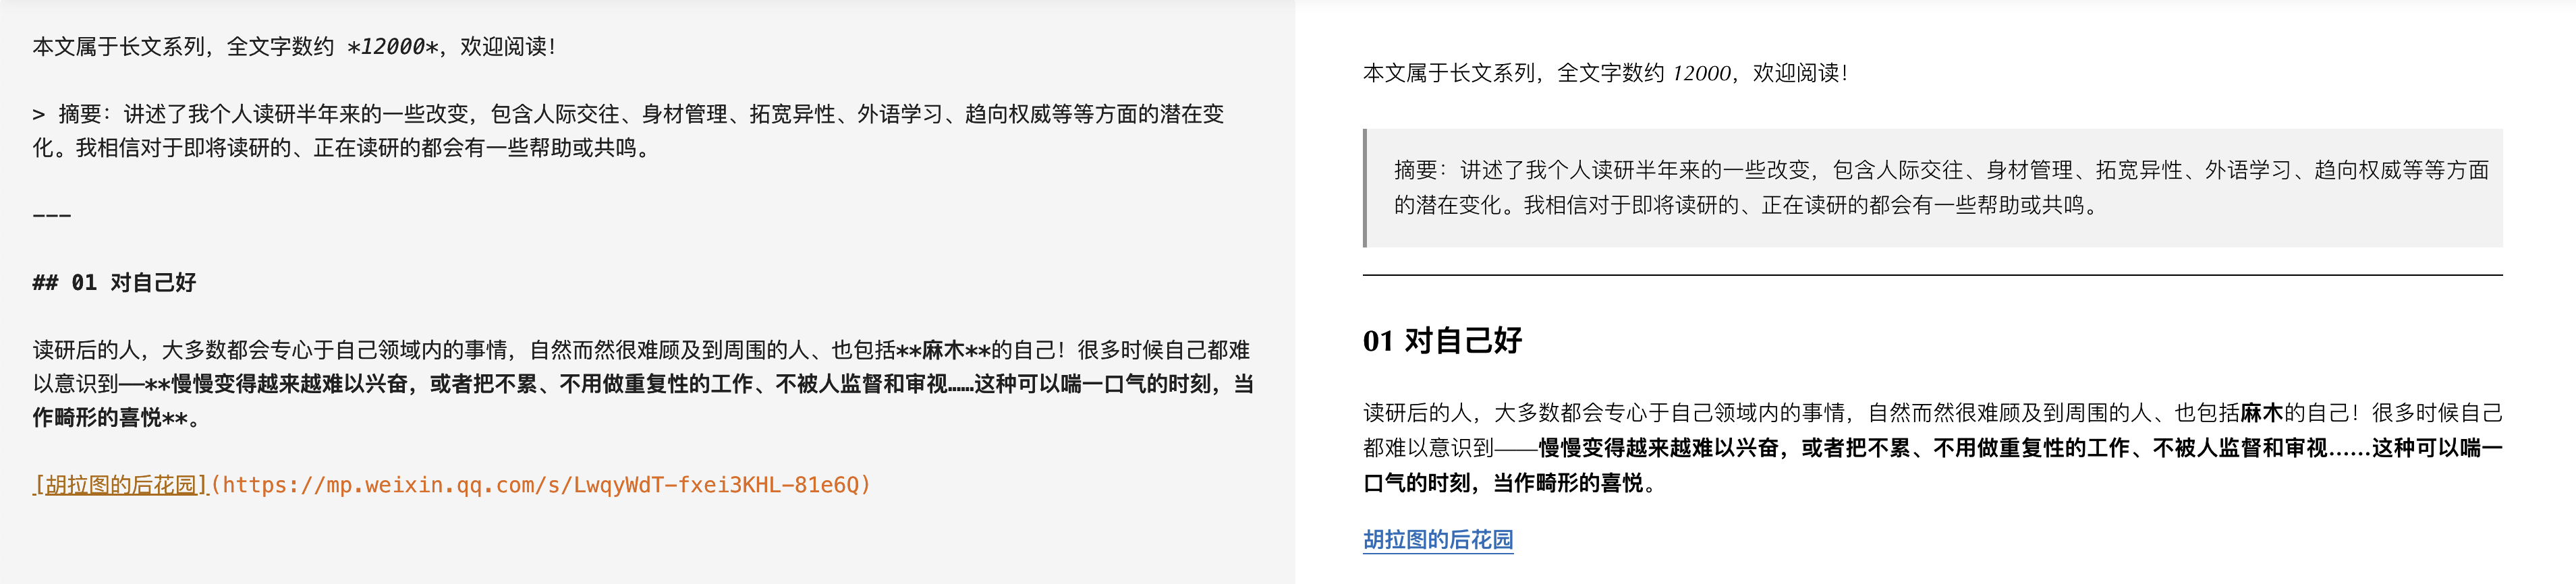 本文属于长文系列，全文字数约 *12000*，欢迎阅读！
> 摘要：讲述了我个人读研半年来的一些改变，包含人际交往、身材管理、拓宽异性、外语学习、趋向权威等等方面的潜在变
化。我相信对于即将读研的、正在读研的都会有一些帮助或共鸣。
---
## 01 对自己好
读研后的人，大多数都会专心于自己领域内的事情，自然而然很难顾及到周围的人、也包括**麻木**的自己！很多时候自己都难
以意识到——**慢慢变得越来越难以兴奋，或者把不累、不用做重复性的工作、不被人监督和审视……这种可以喘一口气的时刻，当
作畸形的喜悦**。
[胡拉图的后花园](https://mp.weixin.qq.com/s/LwqyWdT-fxei3KHL-81e6Q)
本文属于长文系列，全文字数约 12000，欢迎阅读！
摘要：讲述了我个人读研半年来的一些改变，包含人际交往、身材管理、拓宽异性、外语学习、趋向权威等等方面
的潜在变化。我相信对于即将读研的、正在读研的都会有一些帮助或共鸣。
01 对自己好
读研后的人，大多数都会专心于自己领域内的事情，自然而然很难顾及到周围的人、也包括麻木的自己！很多时候自己
都难以意识到——慢慢变得越来越难以兴奋，或者把不累、不用做重复性的工作、不被人监督和审视……这种可以喘一
口气的时刻，当作畸形的喜悦。
胡拉图的后花园